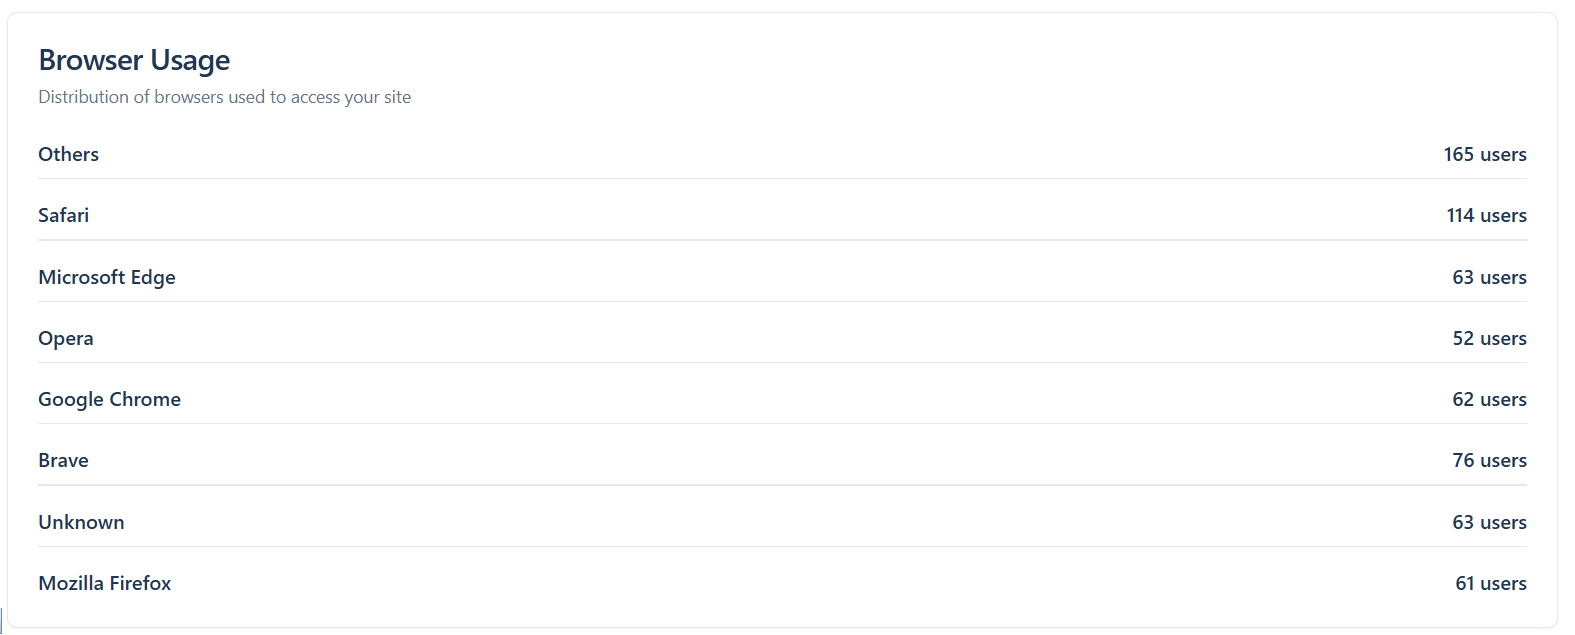 Browser Usage
Distribution of browsers used to access your site
Others 165 users
Safari 114 users
Microsoft Edge 63 users
Opera 52 users
Google Chrome 62 users
Brave 76 users
Unknown 63 users
Mozilla Firefox 61 users